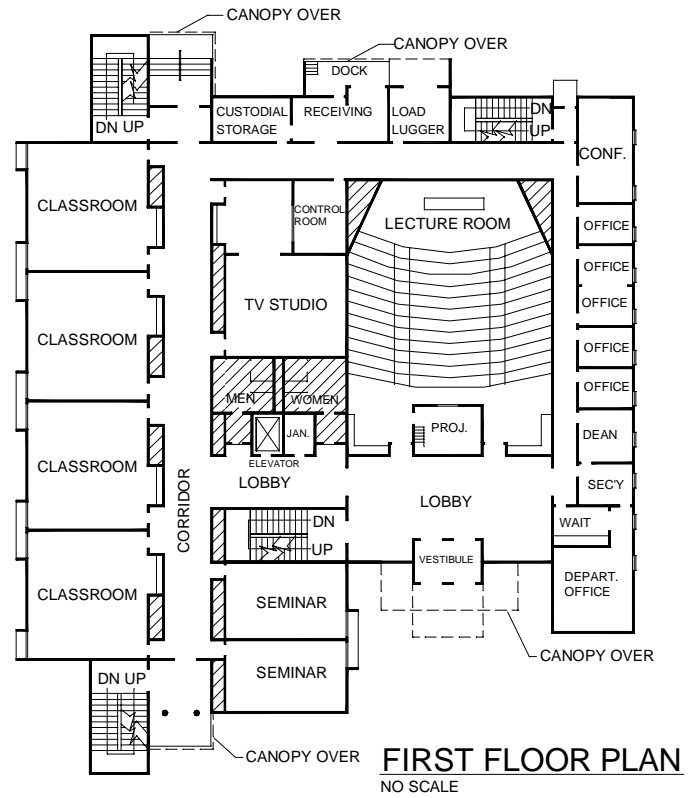 CANOPY OVER
CANOPY OVER
DOCK
DN UP
CUSTODIAL
STORAGE
RECEIVING
LOAD
LUGGER
DN
UP
CONF.
CLASSROOM
CONTROL
ROOM
LECTURE ROOM
OFFICE
OFFICE
TV STUDIO
OFFICE
CLASSROOM
OFFICE
OFFICE
MEN
WOMEN
PROJ.
JAN.
DEAN
ELEVATOR
CLASSROOM
LOBBY
SEC'Y
LOBBY
CORRIDOR
DN
UP
WAIT
VESTIBULE
DEPART.
OFFICE
CLASSROOM
SEMINAR
CANOPY OVER
SEMINAR
DN UP
CANOPY OVER
FIRST FLOOR PLAN
NO SCALE